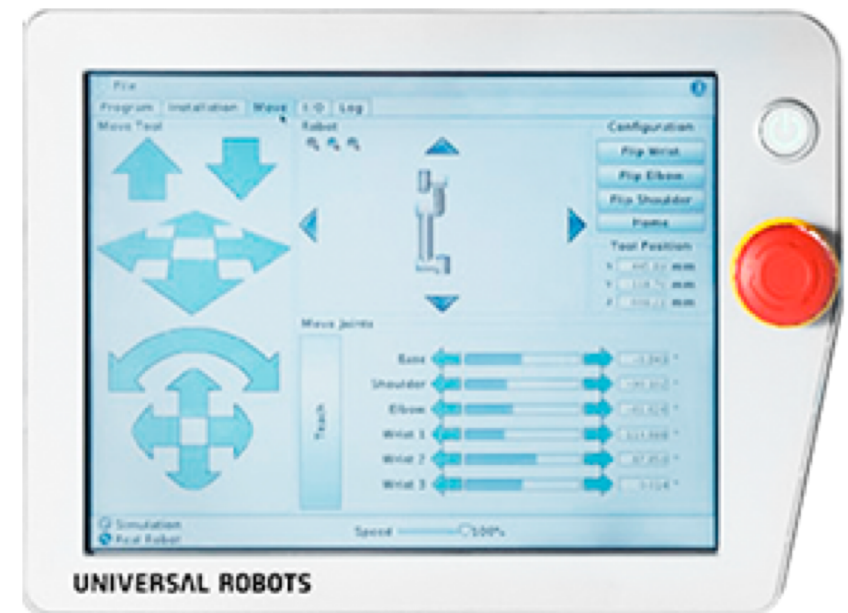 File
Program Installation Move I/O Log
Move Tool
Robot
Configuration
Flip Wrist
Flip Elbow
Flip Shoulder
Home
Tool Position
X mm
Y mm
Z mm
Move Joints
Teach
Base °
Shoulder °
Elbow °
Wrist 1 °
Wrist 2 °
Wrist 3 °
Simulation
Real Robot
Speed 100%
UNIVERSAL ROBOTS